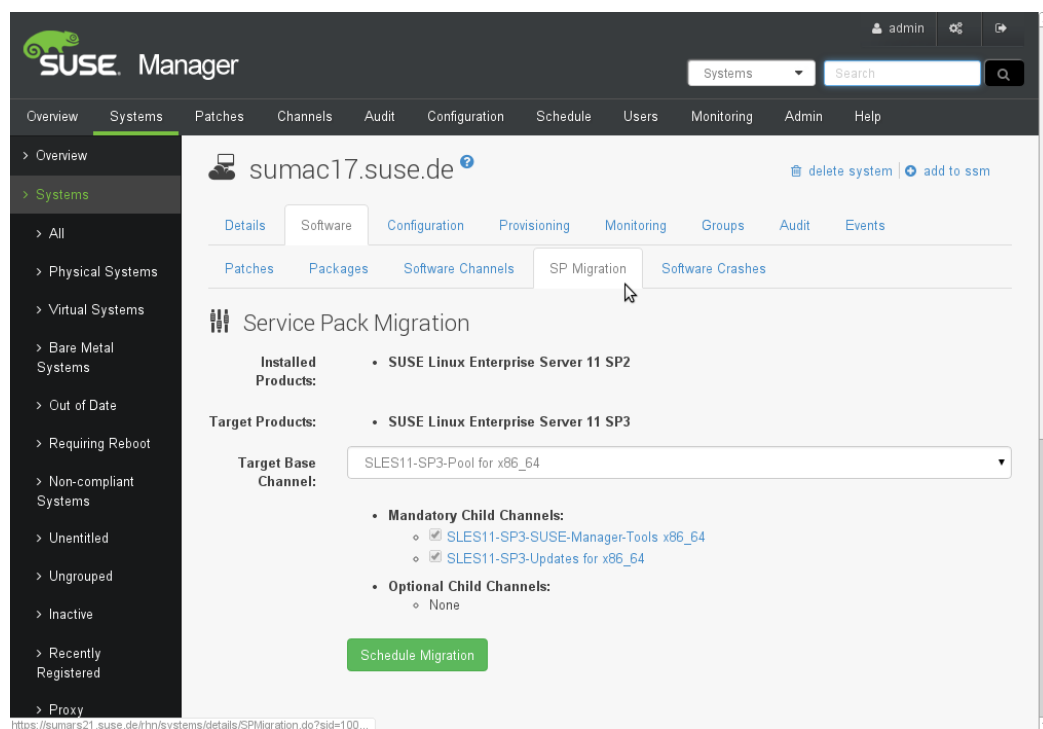 admin
SUSE. Manager
Systems
Search
Overview Systems Patches Channels Audit Configuration Schedule Users Monitoring Admin Help
> Overview
> Systems
> All
> Physical Systems
> Virtual Systems
> Bare Metal
Systems
> Out of Date
> Requiring Reboot
> Non-compliant
Systems
> Unentitled
> Ungrouped
> Inactive
> Recently
Registered
> Proxy
sumac17.suse.de
delete system | add to ssm
Details Software Configuration Provisioning Monitoring Groups Audit Events
Patches Packages Software Channels SP Migration Software Crashes
Service Pack Migration
Installed
Products:
• SUSE Linux Enterprise Server 11 SP2
Target Products:
• SUSE Linux Enterprise Server 11 SP3
Target Base
Channel:
SLES11-SP3-Pool for x86_64
• Mandatory Child Channels:
SLES11-SP3-SUSE-Manager-Tools x86_64
SLES11-SP3-Updates for x86_64
• Optional Child Channels:
None
Schedule Migration
https://sumars21.suse.de/rhn/systems/details/SPMigration.do?sid=100...